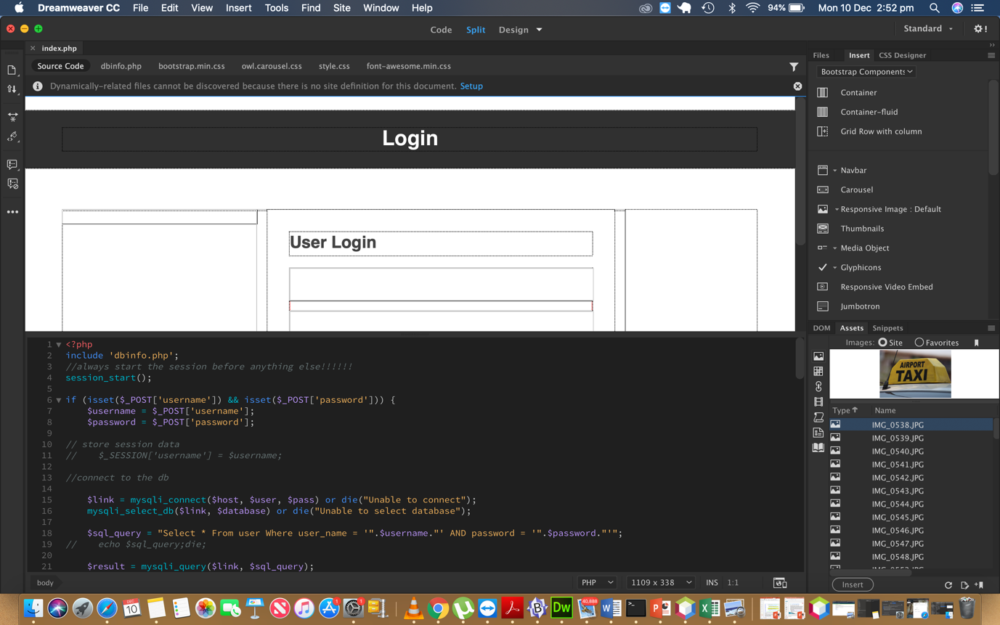 Dreamweaver CC File Edit View Insert Tools Find Site Window Help 94% Mon 10 Dec 2:52 pm
Code Split Design Standard
index.php
Source Code dbinfo.php bootstrap.min.css owl.carousel.css style.css font-awesome.min.css
Dynamically-related files cannot be discovered because there is no site definition for this document. Setup
Login
User Login
1 <?php
2 include 'dbinfo.php';
3 //always start the session before anything else!!!!!!
4 session_start();
5
6 if (isset($_POST['username']) && isset($_POST['password'])) {
7 $username = $_POST['username'];
8 $password = $_POST['password'];
9
10 // store session data
11 // $_SESSION['username'] = $username;
12
13 //connect to the db
14
15 $link = mysqli_connect($host, $user, $pass) or die("Unable to connect");
16 mysqli_select_db($link, $database) or die("Unable to select database");
17
18 $sql_query = "Select * From user Where user_name = '".$username."' AND password = '".$password."'";
19 // echo $sql_query;die;
20
21 $result = mysqli_query($link, $sql_query);
body PHP 1109 x 338 INS 1:1
Files Insert CSS Designer
Bootstrap Components
Container
Container-fluid
Grid Row with column
Navbar
Carousel
Responsive Image : Default
Thumbnails
Media Object
Glyphicons
Responsive Video Embed
Jumbotron
DOM Assets Snippets
Images: Site Favorites
AIRPORT
TAXI
Type Name
IMG_0538.JPG
IMG_0539.JPG
IMG_0540.JPG
IMG_0541.JPG
IMG_0542.JPG
IMG_0543.JPG
IMG_0544.JPG
IMG_0545.JPG
IMG_0546.JPG
IMG_0547.JPG
IMG_0548.JPG
Insert
DEC
10
1
1
Dw
40,888